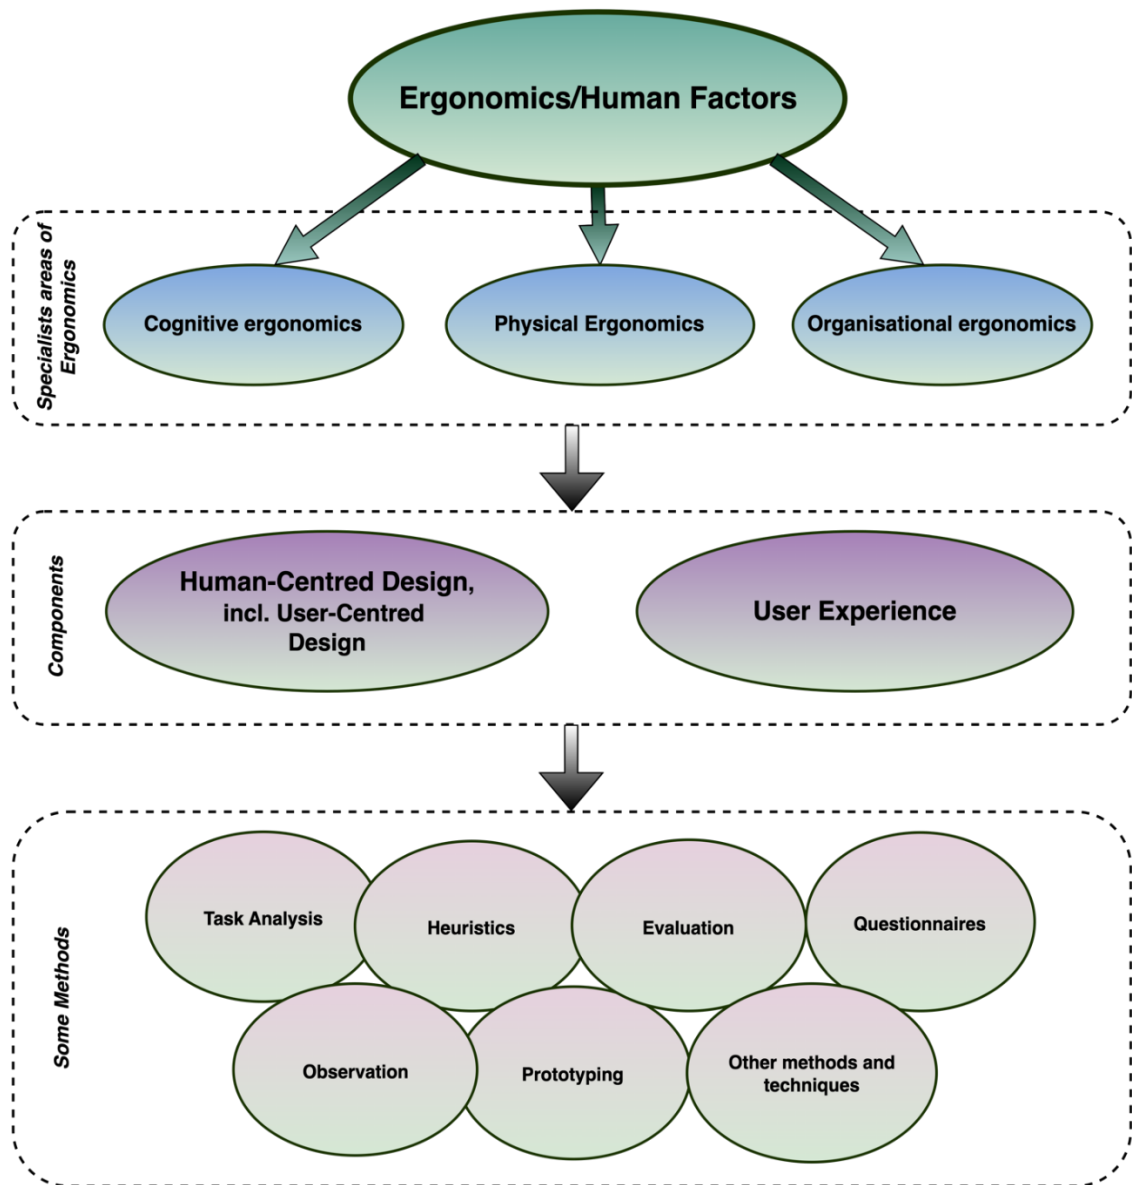 Ergonomics/Human Factors
Specialists areas of
Ergonomics
Cognitive ergonomics
Physical Ergonomics
Organisational ergonomics
Components
Human-Centred Design,
incl. User-Centred
Design
User Experience
Some Methods
Task Analysis
Heuristics
Evaluation
Questionnaires
Observation
Prototyping
Other methods and
techniques